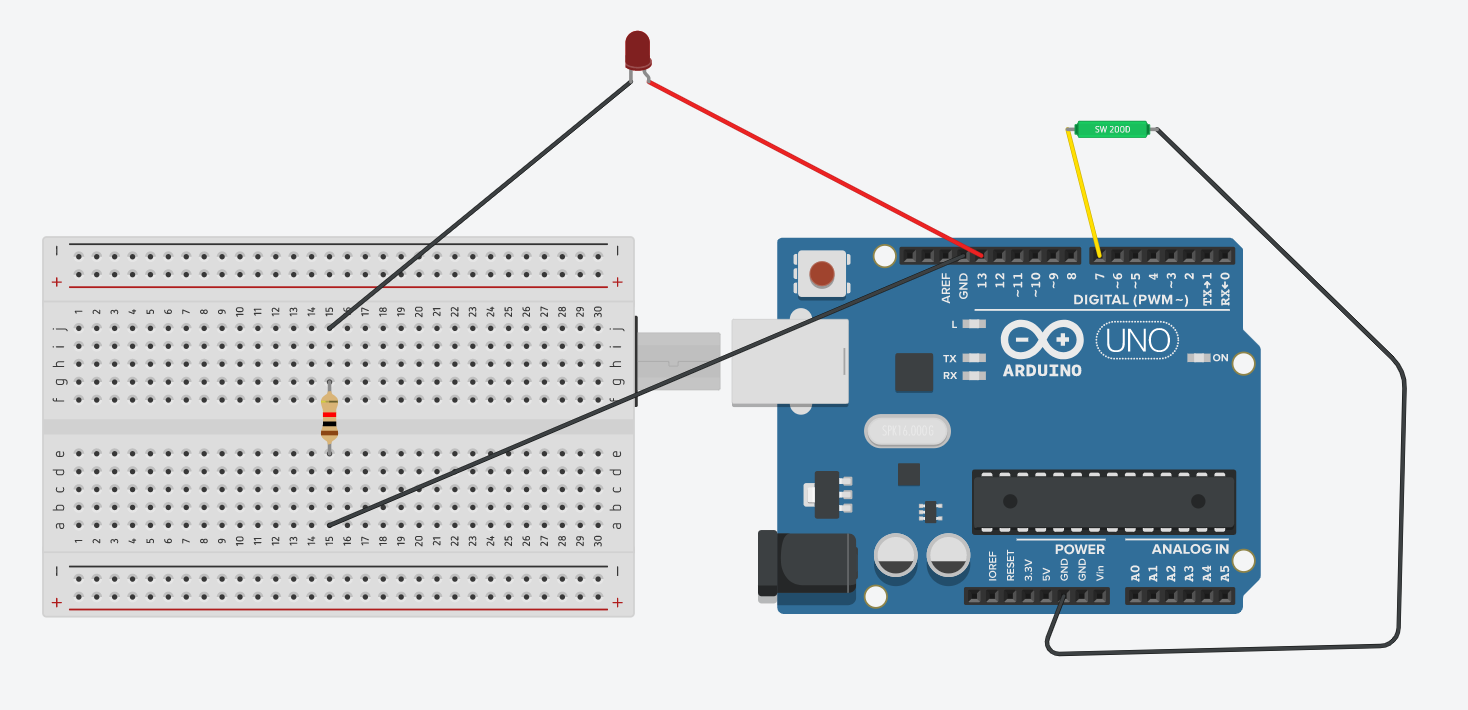 SW 200D
− −
+ +
1 2 3 4 5 6 7 8 9 10 11 12 13 14 15 16 17 18 19 20 21 22 23 24 25 26 27 28 29 30
j j
i i
h h
g g
f f
e e
d d
c c
b b
a a
1 2 3 4 5 6 7 8 9 10 11 12 13 14 15 16 17 18 19 20 21 22 23 24 25 26 27 28 29 30
− −
+ +
AREF
GND
13
12
~11
~10
~9
8
7
~6
~5
4
~3
2
TX→1
RX←0
DIGITAL (PWM~)
L
TX
RX
ARDUINO
UNO
ON
SPK16.000G
POWER
ANALOG IN
IOREF
RESET
3.3V
5V
GND
GND
Vin
A0
A1
A2
A3
A4
A5